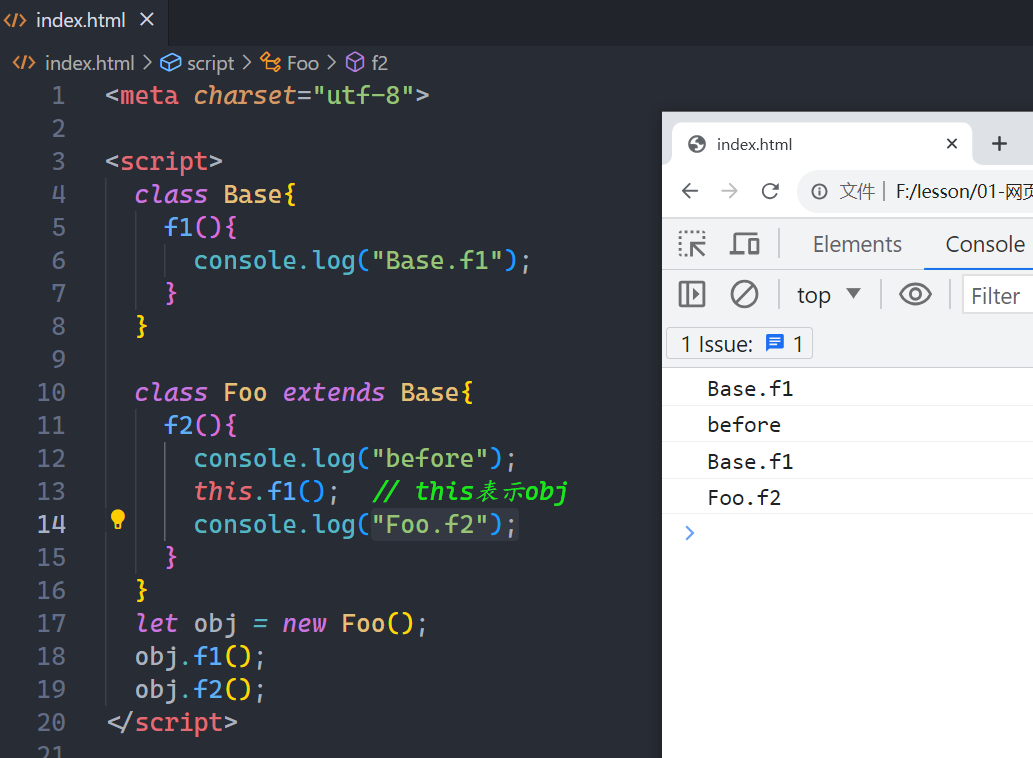 index.html
index.html > script > Foo > f2
1 <meta charset="utf-8">
2
3 <script>
4 class Base{
5 f1(){
6 console.log("Base.f1");
7 }
8 }
9
10 class Foo extends Base{
11 f2(){
12 console.log("before");
13 this.f1(); // this表示obj
14 console.log("Foo.f2");
15 }
16 }
17 let obj = new Foo();
18 obj.f1();
19 obj.f2();
20 </script>
21
index.html
文件 | F:/lesson/01-网页
Elements Console
top Filter
1 Issue: 1
Base.f1
before
Base.f1
Foo.f2